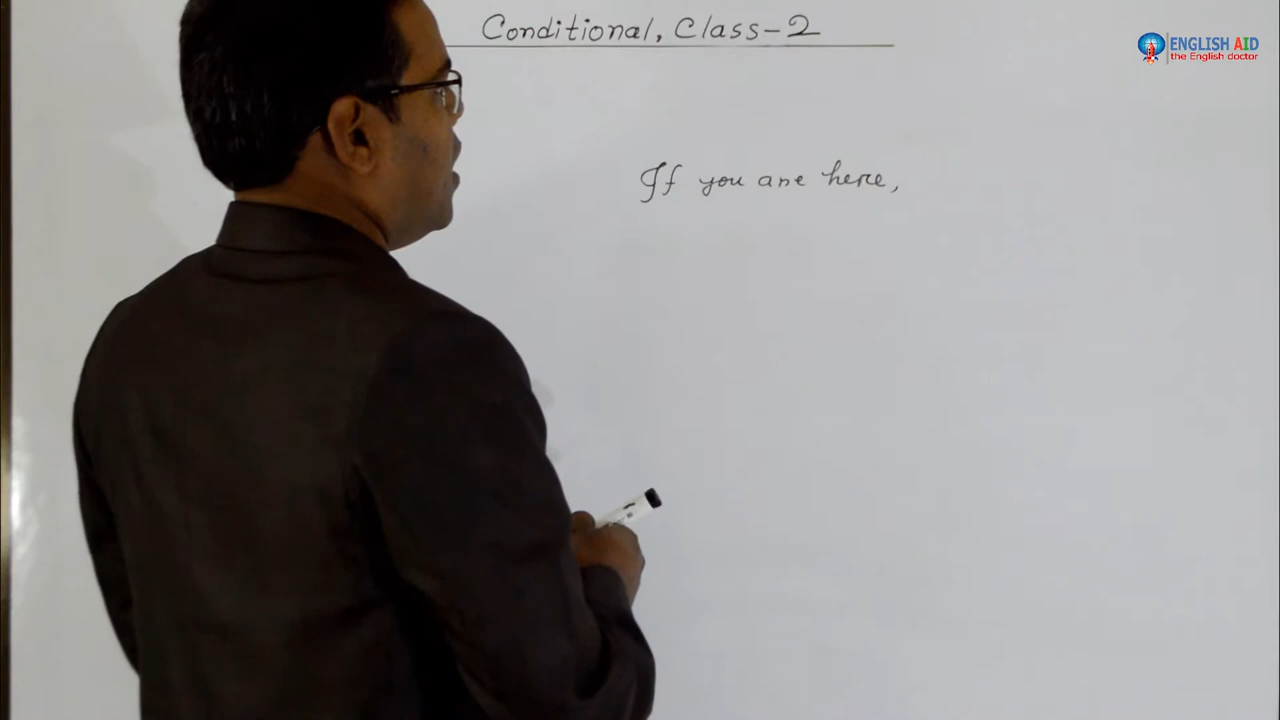 Conditional, Class-2
ENGLISH AID
the English doctor
If you are here,